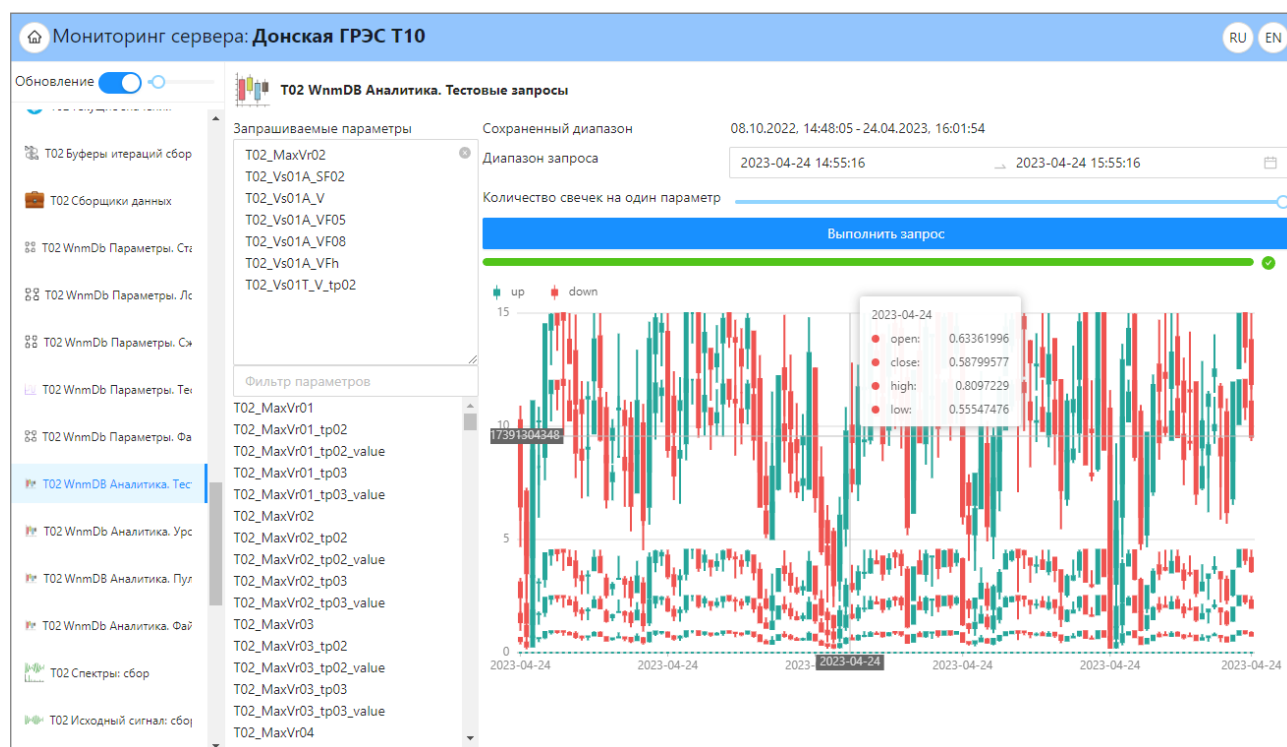 Мониторинг сервера: Донская ГРЭС Т10
RU EN
Обновление
T02 Буферы итераций сбор
T02 Сборщики данных
T02 WnmDb Параметры. Ста
T02 WnmDb Параметры. Лс
T02 WnmDb Параметры. Сж
T02 WnmDb Параметры. Тес
T02 WnmDb Параметры. Фа
T02 WnmDB Аналитика. Тес
T02 WnmDb Аналитика. Урс
T02 WnmDB Аналитика. Пул
T02 WnmDb Аналитика. Фай
T02 Спектры: сбор
T02 Исходный сигнал: сбор
T02 WnmDB Аналитика. Тестовые запросы
Запрашиваемые параметры
T02_MaxVr02
T02_Vs01A_SF02
T02_Vs01A_V
T02_Vs01A_VF05
T02_Vs01A_VF08
T02_Vs01A_VFh
T02_Vs01T_V_tp02
Фильтр параметров
T02_MaxVr01
T02_MaxVr01_tp02
T02_MaxVr01_tp02_value
T02_MaxVr01_tp03
T02_MaxVr01_tp03_value
T02_MaxVr02
T02_MaxVr02_tp02
T02_MaxVr02_tp02_value
T02_MaxVr02_tp03
T02_MaxVr02_tp03_value
T02_MaxVr03
T02_MaxVr03_tp02
T02_MaxVr03_tp02_value
T02_MaxVr03_tp03
T02_MaxVr03_tp03_value
T02_MaxVr04
Сохраненный диапазон 08.10.2022, 14:48:05 - 24.04.2023, 16:01:54
Диапазон запроса 2023-04-24 14:55:16 → 2023-04-24 15:55:16
Количество свечек на один параметр
Выполнить запрос
up down
15
10
17391304348
5
0
2023-04-24
open: 0.63361996
close: 0.58799577
high: 0.8097229
low: 0.55547476
2023-04-24 2023-04-24 2023- 2023-04-24 2023-04-24 2023-04-24 2023-04-24